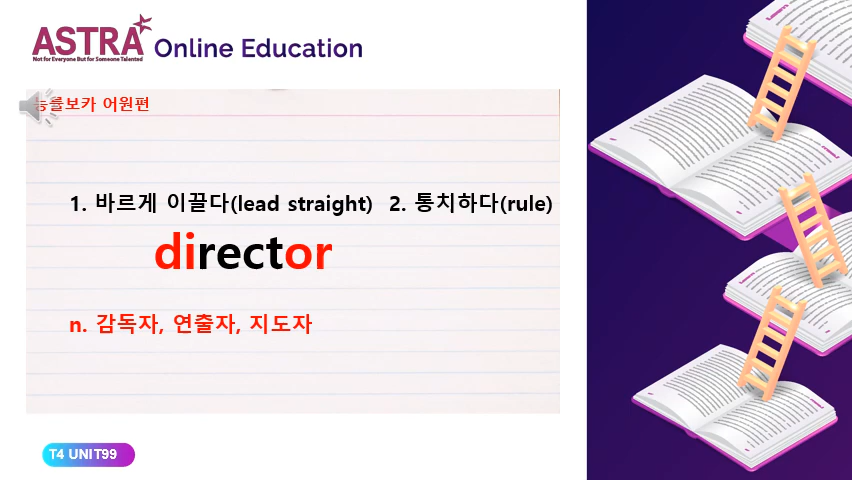 ASTRA
Not for Everyone But for Someone Talented
Online Education
능률보카 어원편
1. 바르게 이끌다(lead straight) 2. 통치하다(rule)
director
n. 감독자, 연출자, 지도자
T4 UNIT99